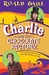 ROALD DAHL
Charlie
AND THE
CHOCOLATE
FACTORY